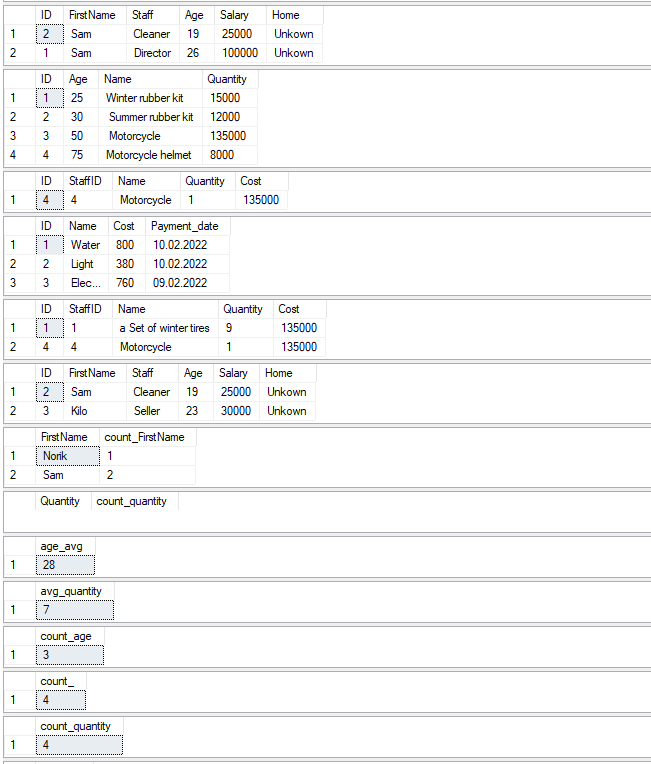 ID FirstName Staff Age Salary Home
1 2 Sam Cleaner 19 25000 Unkown
2 1 Sam Director 26 100000 Unkown
ID Age Name Quantity
1 1 25 Winter rubber kit 15000
2 2 30 Summer rubber kit 12000
3 3 50 Motorcycle 135000
4 4 75 Motorcycle helmet 8000
ID StaffID Name Quantity Cost
1 4 4 Motorcycle 1 135000
ID Name Cost Payment_date
1 1 Water 800 10.02.2022
2 2 Light 380 10.02.2022
3 3 Elec... 760 09.02.2022
ID StaffID Name Quantity Cost
1 1 1 a Set of winter tires 9 135000
2 4 4 Motorcycle 1 135000
ID FirstName Staff Age Salary Home
1 2 Sam Cleaner 19 25000 Unkown
2 3 Kilo Seller 23 30000 Unkown
FirstName count_FirstName
1 Norik 1
2 Sam 2
Quantity count_quantity
age_avg
1 28
avg_quantity
1 7
count_age
1 3
count_
1 4
count_quantity
1 4